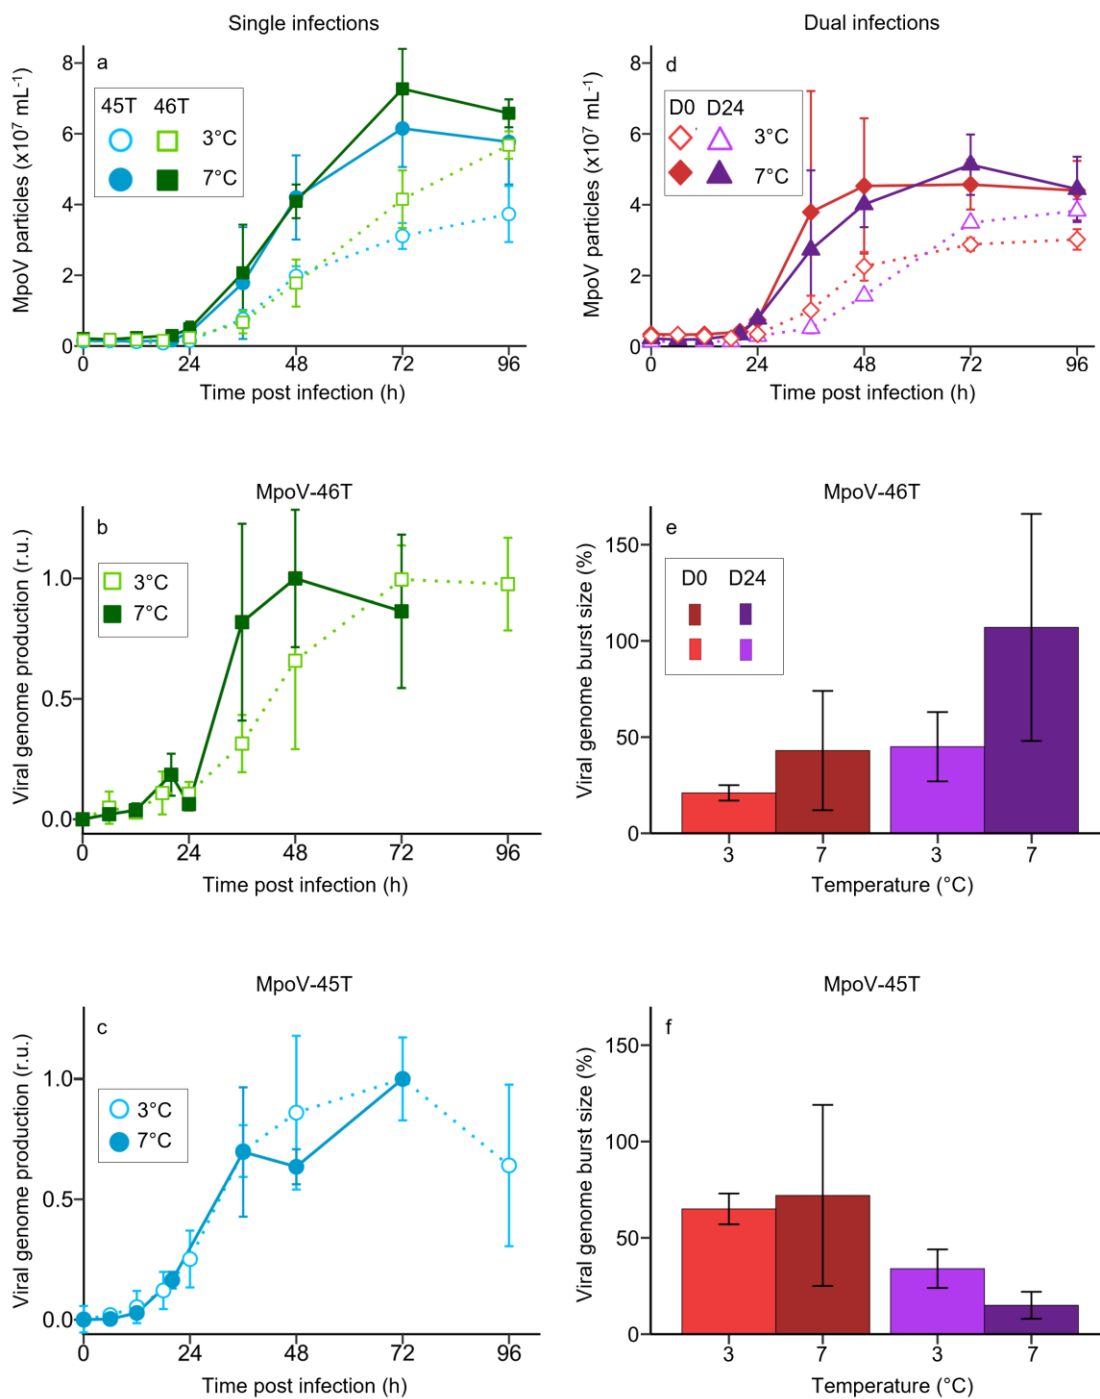 Single infections
a
MpoV particles (x10⁷ mL⁻¹)
8
6
4
2
0
45T 46T
3°C
7°C
0 24 48 72 96
Time post infection (h)
Dual infections
d
MpoV particles (x10⁷ mL⁻¹)
8
6
4
2
0
D0 D24
3°C
7°C
0 24 48 72 96
Time post infection (h)
MpoV-46T
b
Viral genome production (r.u.)
1.0
0.5
0.0
3°C
7°C
0 24 48 72 96
Time post infection (h)
MpoV-46T
e
Viral genome burst size (%)
150
100
50
0
D0 D24
3 7 3 7
Temperature (°C)
MpoV-45T
c
Viral genome production (r.u.)
1.0
0.5
0.0
3°C
7°C
0 24 48 72 96
Time post infection (h)
MpoV-45T
f
Viral genome burst size (%)
150
100
50
0
3 7 3 7
Temperature (°C)